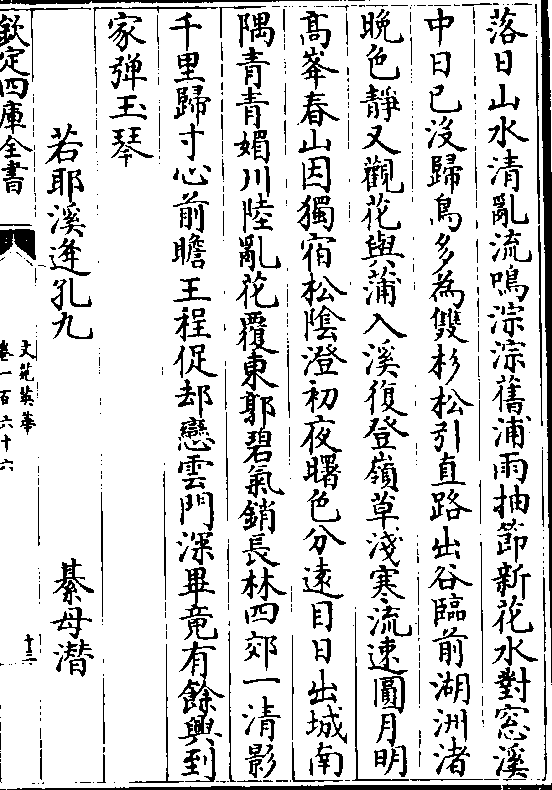 落日山水清亂流鳴淙淙舊浦雨抽節新花水對窓溪
中日已沒歸鳥多為雙杉松引直路出谷臨前湖洲渚
晚色靜又觀花與蒲入溪復登嶺草淺寒流速圓月明
髙峯春山因獨宿松陰澄初夜曙色分逺目日出城南
隅青青媚川陸亂花覆東郭碧氣銷長林四郊一清影
千里歸寸心前瞻王程促却戀雲門深畢竟有餘興到
家彈玉琴
若耶溪逢孔九 綦毋潛
欽定四庫全書
文苑英華
卷一百六十六
十三